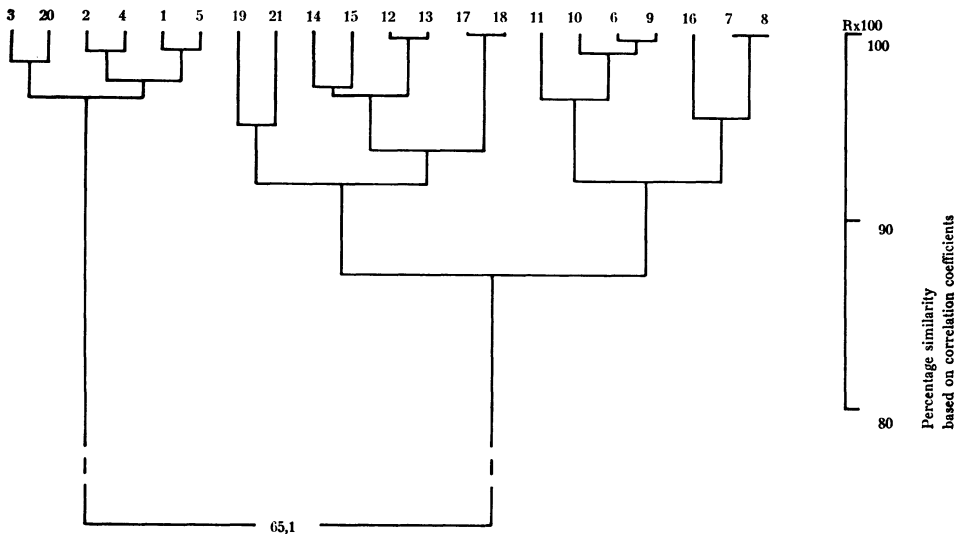 3 20 2 4 1 5 19 21 14 15 12 13 17 18 11 10 6 9 16 7 8
Rx100
100
90
80
Percentage similarity
based on correlation coefficients
65,1